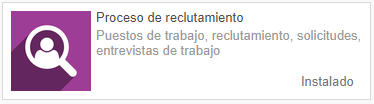 Proceso de reclutamiento
Puestos de trabajo, reclutamiento, solicitudes,
entrevistas de trabajo
Instalado